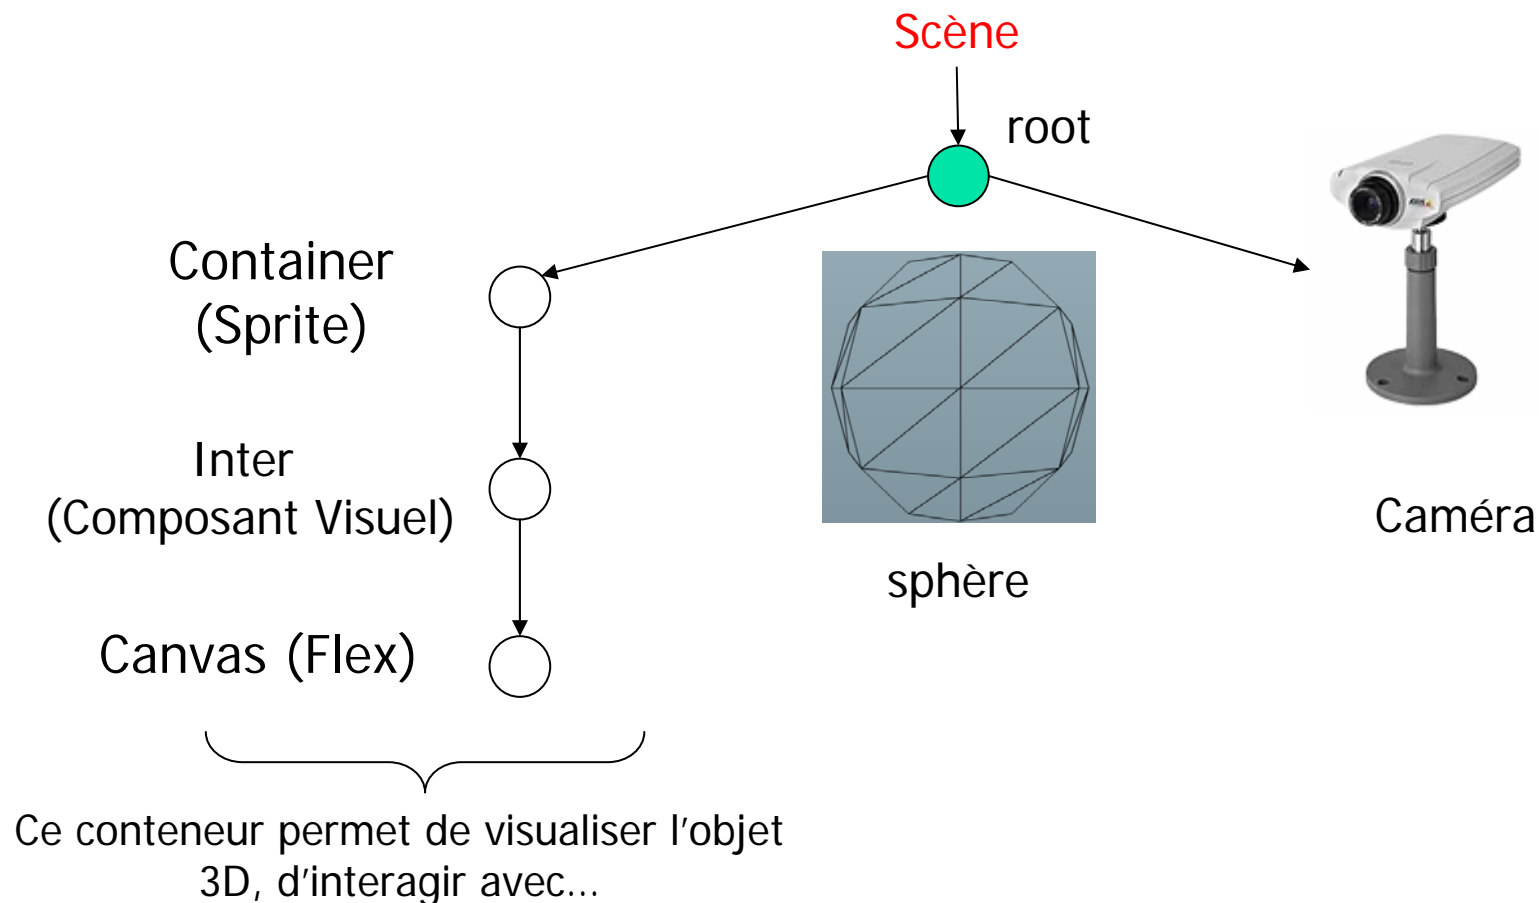 Scène
root
Container
(Sprite)
Inter
(Composant Visuel)
Canvas (Flex)
sphère
Caméra
Ce conteneur permet de visualiser l'objet
3D, d'interagir avec...